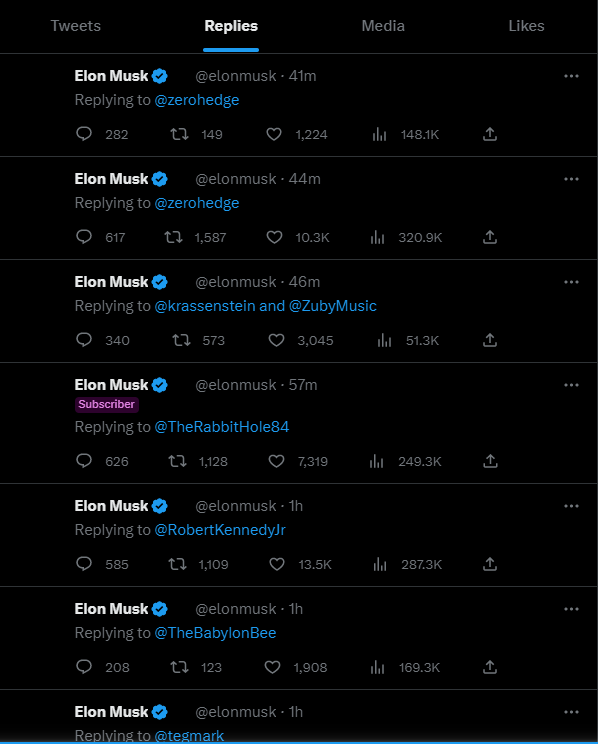 Tweets Replies Media Likes
Elon Musk @elonmusk · 41m
Replying to @zerohedge
282 149 1,224 148.1K
Elon Musk @elonmusk · 44m
Replying to @zerohedge
617 1,587 10.3K 320.9K
Elon Musk @elonmusk · 46m
Replying to @krassenstein and @ZubyMusic
340 573 3,045 51.3K
Elon Musk @elonmusk · 57m
Subscriber
Replying to @TheRabbitHole84
626 1,128 7,319 249.3K
Elon Musk @elonmusk · 1h
Replying to @RobertKennedyJr
585 1,109 13.5K 287.3K
Elon Musk @elonmusk · 1h
Replying to @TheBabylonBee
208 123 1,908 169.3K
Elon Musk @elonmusk · 1h
Replying to @tegmark